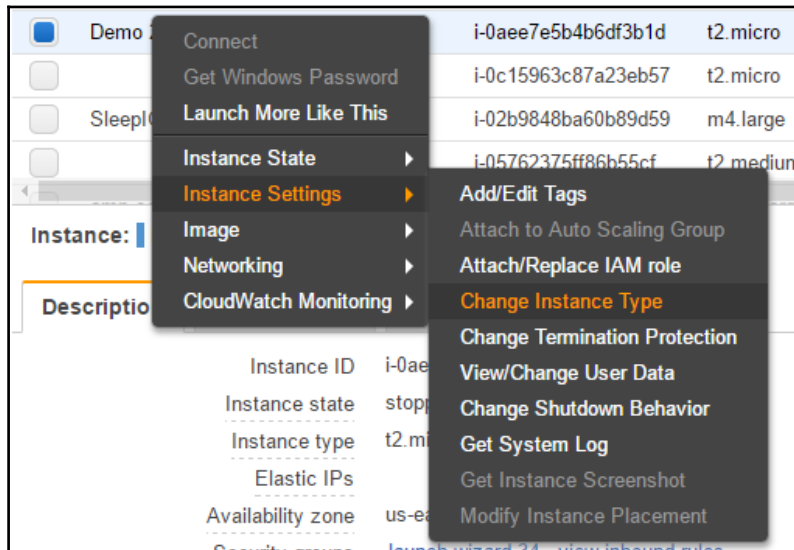 Demo
i-0aee7e5b4b6df3b1d t2.micro
i-0c15963c87a23eb57 t2.micro
i-02b9848ba60b89d59 m4.large
i-05762375ff86b55cf t2.medium
Connect
Get Windows Password
Launch More Like This
Instance State
Instance Settings
Image
Networking
CloudWatch Monitoring
Add/Edit Tags
Attach to Auto Scaling Group
Attach/Replace IAM role
Change Instance Type
Change Termination Protection
View/Change User Data
Change Shutdown Behavior
Get System Log
Get Instance Screenshot
Modify Instance Placement
Instance:
Descriptio
Instance ID i-0ae
Instance state stop
Instance type t2.mi
Elastic IPs
Availability zone us-ea